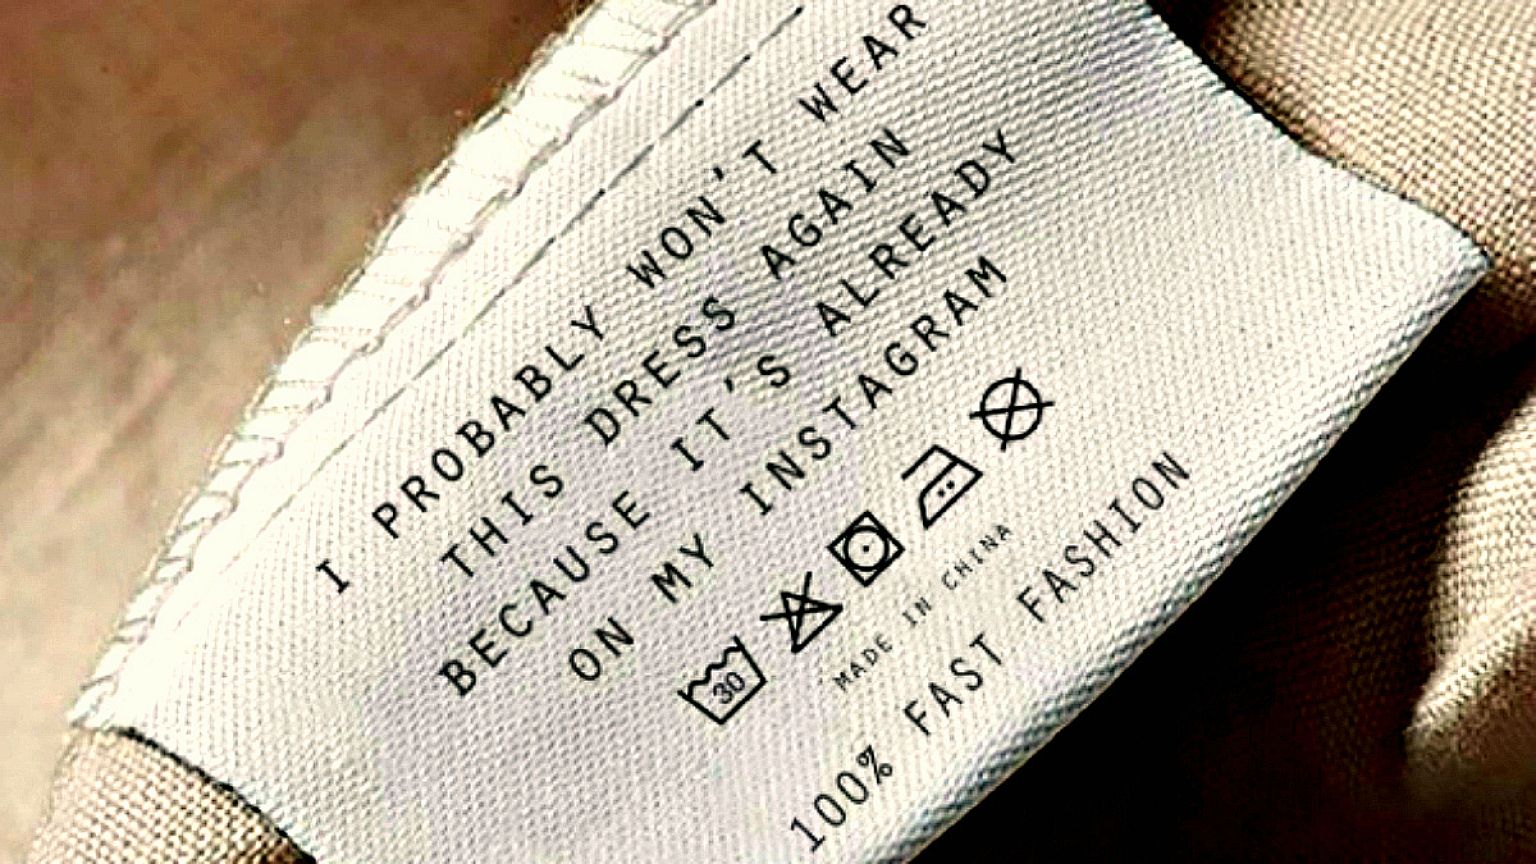 I PROBABLY WON'T WEAR
THIS DRESS AGAIN
BECAUSE IT'S ALREADY
ON MY INSTAGRAM
30
MADE IN CHINA
100% FAST FASHION